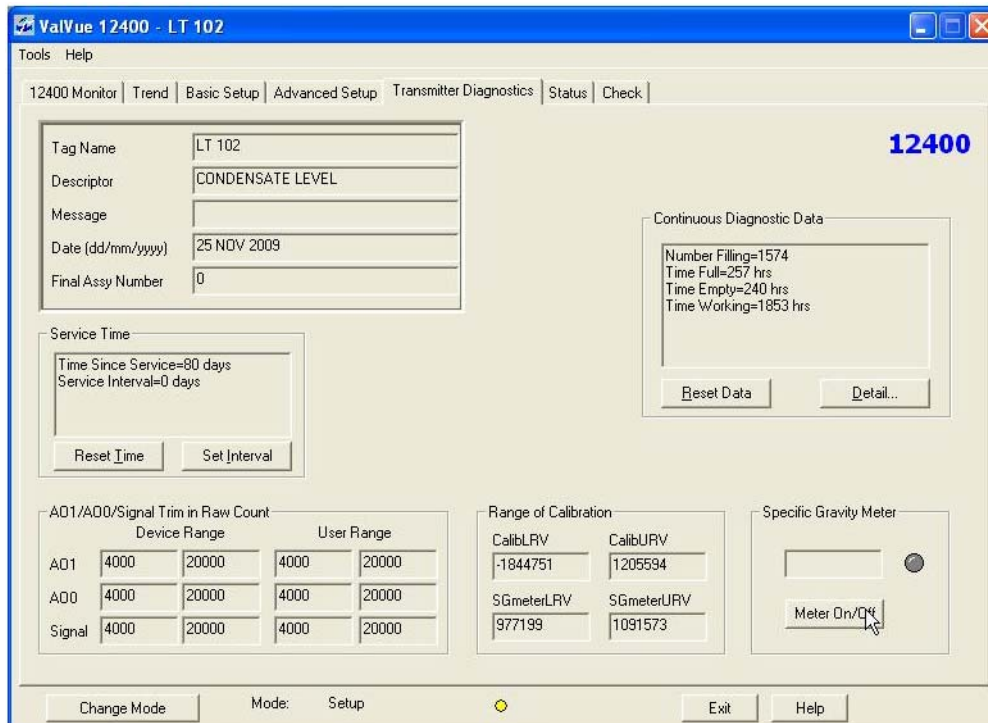 ValVue 12400 - LT 102
Tools Help
12400 Monitor Trend Basic Setup Advanced Setup Transmitter Diagnostics Status Check
12400
Tag Name LT 102
Descriptor CONDENSATE LEVEL
Message
Date (dd/mm/yyyy) 25 NOV 2009
Final Assy Number 0
Continuous Diagnostic Data
Number Filling=1574
Time Full=257 hrs
Time Empty=240 hrs
Time Working=1853 hrs
Reset Data Detail...
Service Time
Time Since Service=80 days
Service Interval=0 days
Reset Time Set Interval
AO1/AO0/Signal Trim in Raw Count
Device Range User Range
AO1 4000 20000 4000 20000
AO0 4000 20000 4000 20000
Signal 4000 20000 4000 20000
Range of Calibration
CalibLRV CalibURV
-1844751 1205594
SGmeterLRV SGmeterURV
977199 1091573
Specific Gravity Meter
Meter On/Off
Change Mode Mode: Setup Exit Help